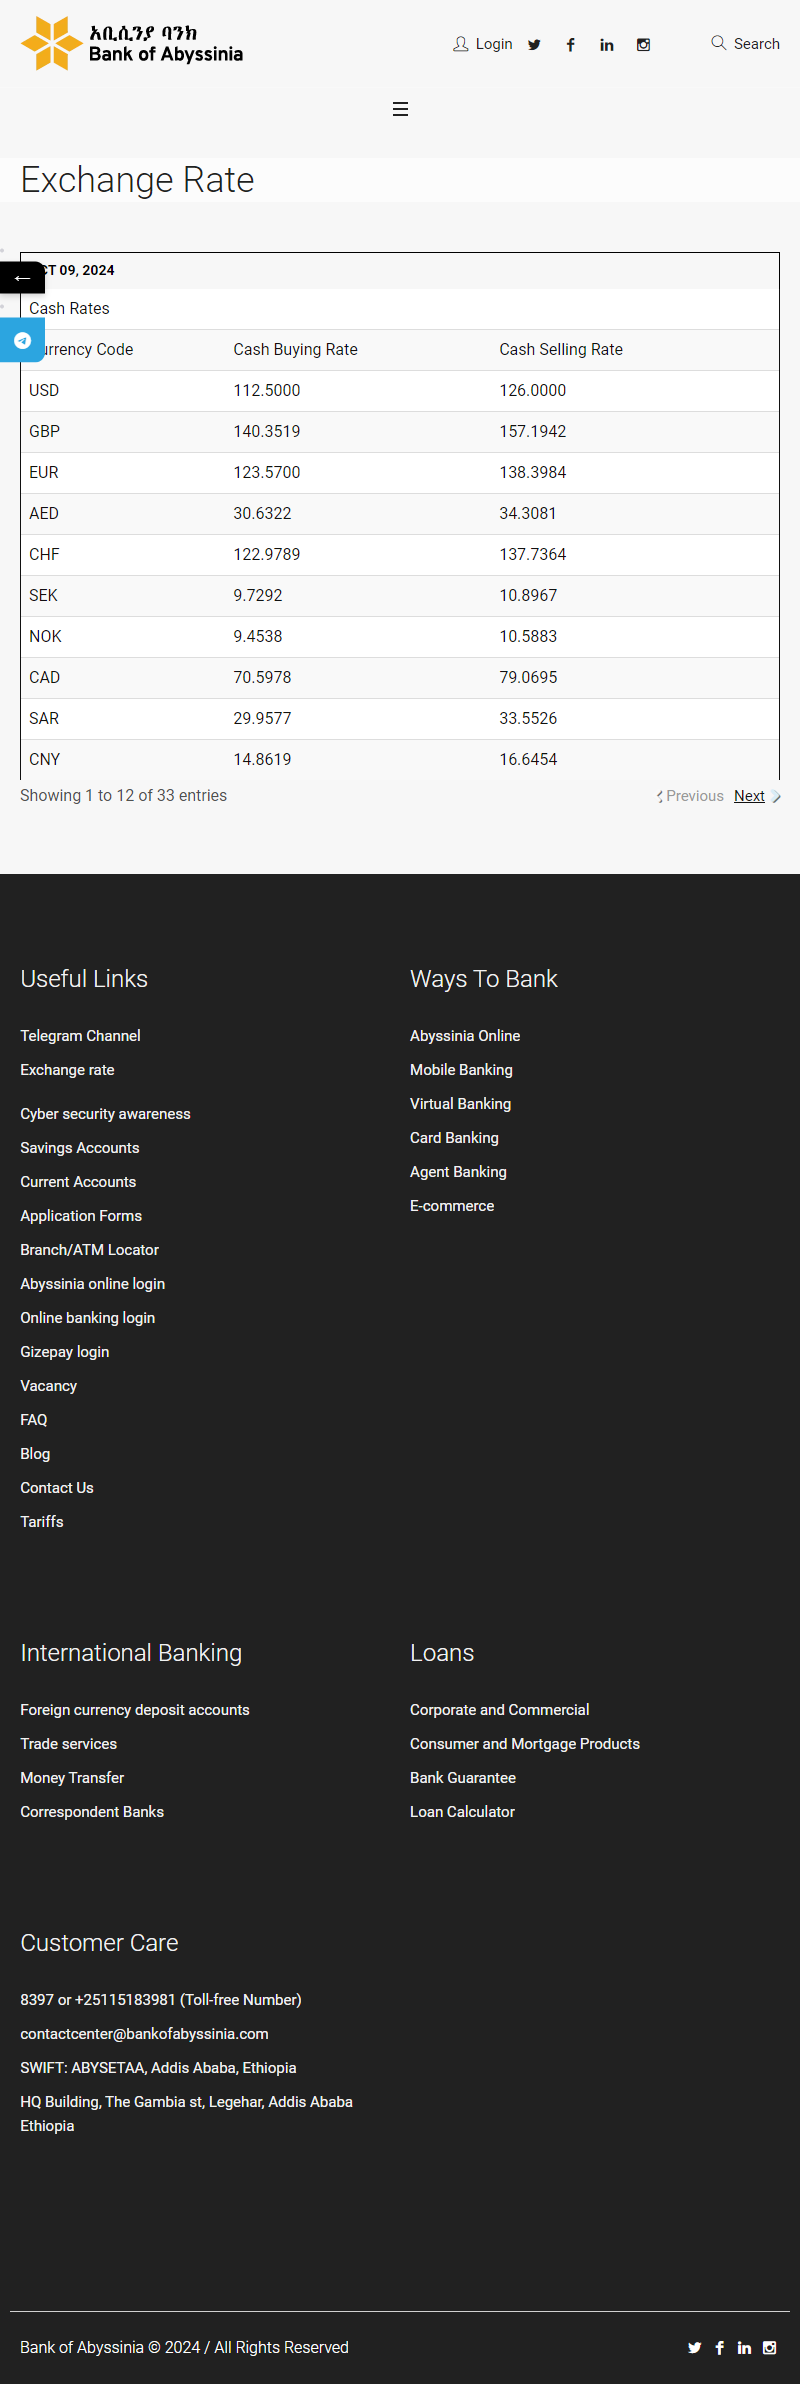 አቢሲንያ ባንክ
Bank of Abyssinia
Login
Search
Exchange Rate
09, 2024
Cash Rates
Code Cash Buying Rate Cash Selling Rate
USD 112.5000 126.0000
GBP 140.3519 157.1942
EUR 123.5700 138.3984
AED 30.6322 34.3081
CHF 122.9789 137.7364
SEK 9.7292 10.8967
NOK 9.4538 10.5883
CAD 70.5978 79.0695
SAR 29.9577 33.5526
CNY 14.8619 16.6454
Showing 1 to 12 of 33 entries
Previous Next
Useful Links
Telegram Channel
Exchange rate
Cyber security awareness
Savings Accounts
Current Accounts
Application Forms
Branch/ATM Locator
Abyssinia online login
Online banking login
Gizepay login
Vacancy
FAQ
Blog
Contact Us
Tariffs
Ways To Bank
Abyssinia Online
Mobile Banking
Virtual Banking
Card Banking
Agent Banking
E-commerce
International Banking
Foreign currency deposit accounts
Trade services
Money Transfer
Correspondent Banks
Loans
Corporate and Commercial
Consumer and Mortgage Products
Bank Guarantee
Loan Calculator
Customer Care
8397 or +25115183981 (Toll-free Number)
contactcenter@bankofabyssinia.com
SWIFT: ABYSETAA, Addis Ababa, Ethiopia
HQ Building, The Gambia st, Legehar, Addis Ababa
Ethiopia
Bank of Abyssinia © 2024 / All Rights Reserved